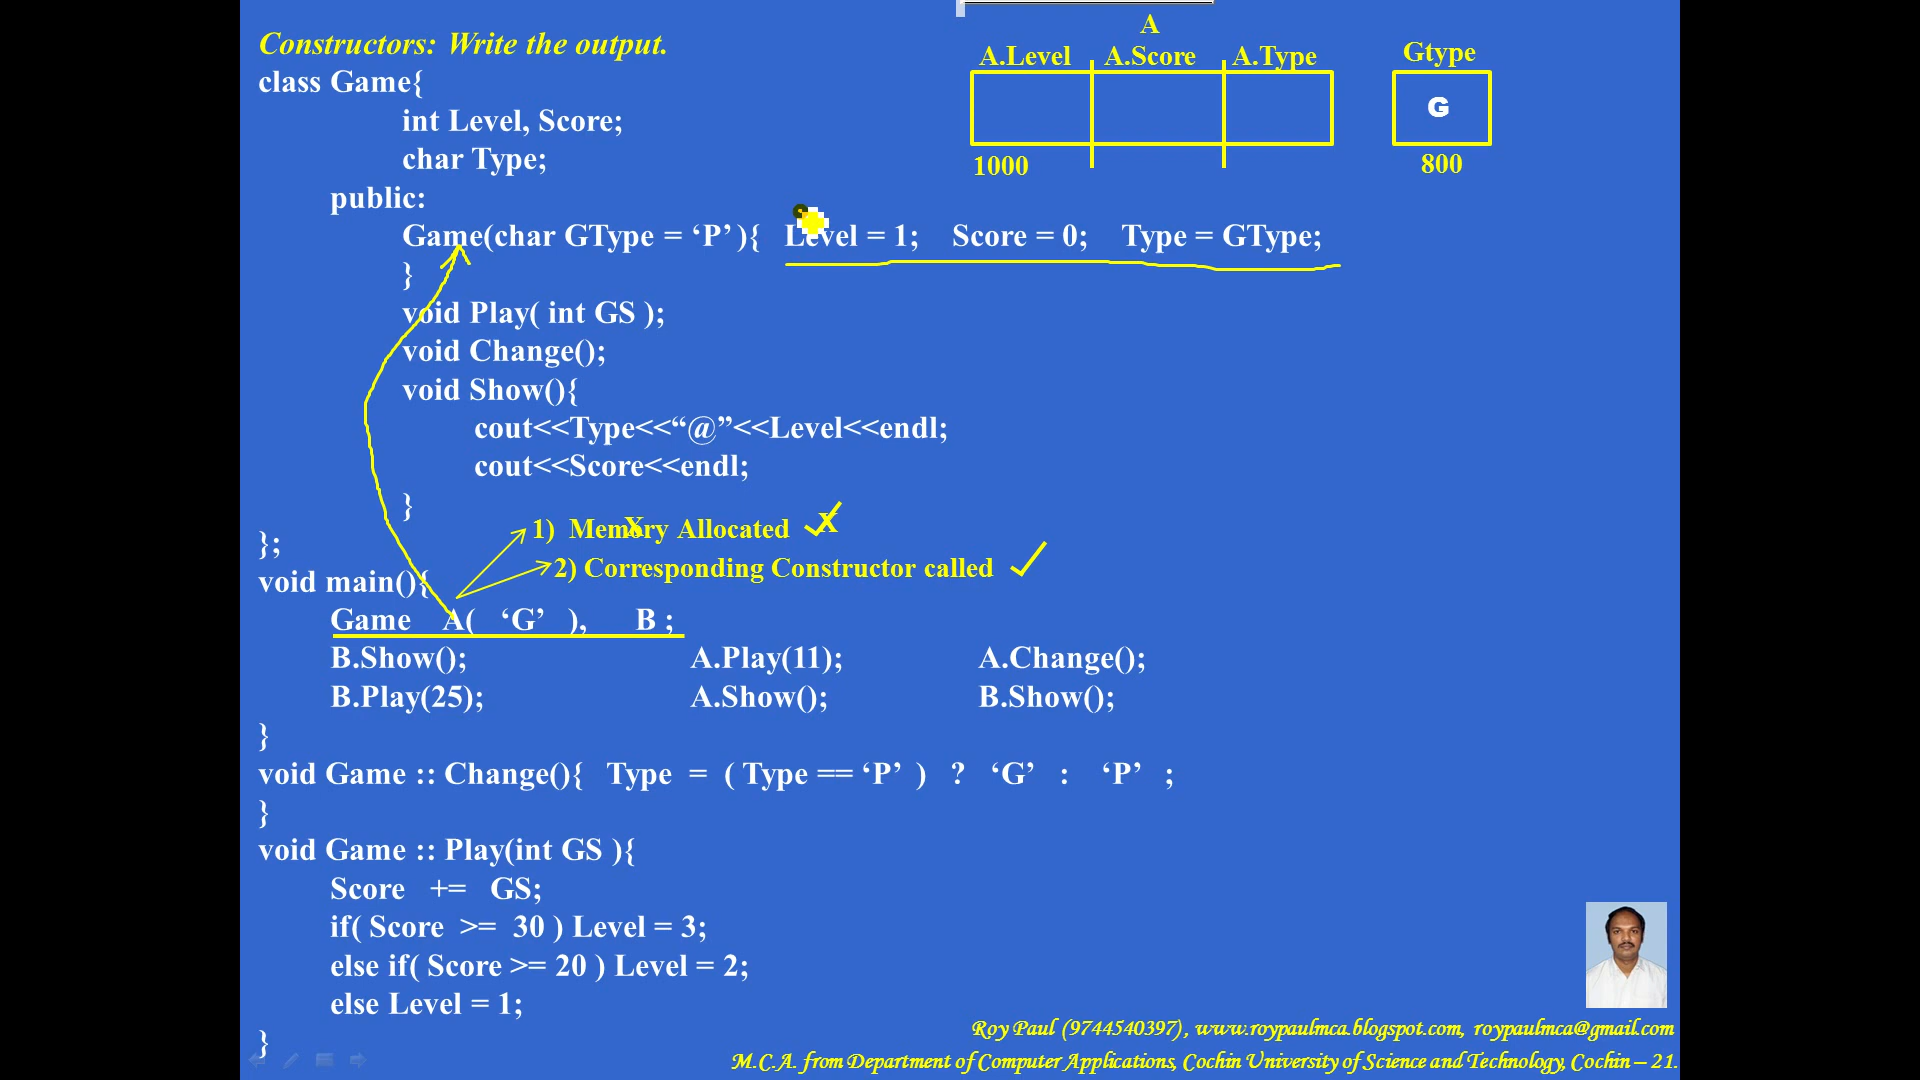 Constructors: Write the output.
A
A.Level A.Score A.Type Gtype
G
1000 800
class Game{
int Level, Score;
char Type;
public:
Game(char GType = ‘P’ ){ Level = 1; Score = 0; Type = GType;
}
void Play( int GS );
void Change();
void Show(){
cout<<Type<<“@”<<Level<<endl;
cout<<Score<<endl;
}
};
1) Memory Allocated
X X
2) Corresponding Constructor called
void main(){
Game A( ‘G’ ), B ;
B.Show(); A.Play(11); A.Change();
B.Play(25); A.Show(); B.Show();
}
void Game :: Change(){ Type = ( Type == ‘P’ ) ? ‘G’ : ‘P’ ;
}
void Game :: Play(int GS ){
Score += GS;
if( Score >= 30 ) Level = 3;
else if( Score >= 20 ) Level = 2;
else Level = 1;
}
Roy Paul (9744540397), www.roypaulmca.blogspot.com, roypaulmca@gmail.com
M.C.A. from Department of Computer Applications, Cochin University of Science and Technology, Cochin – 21.